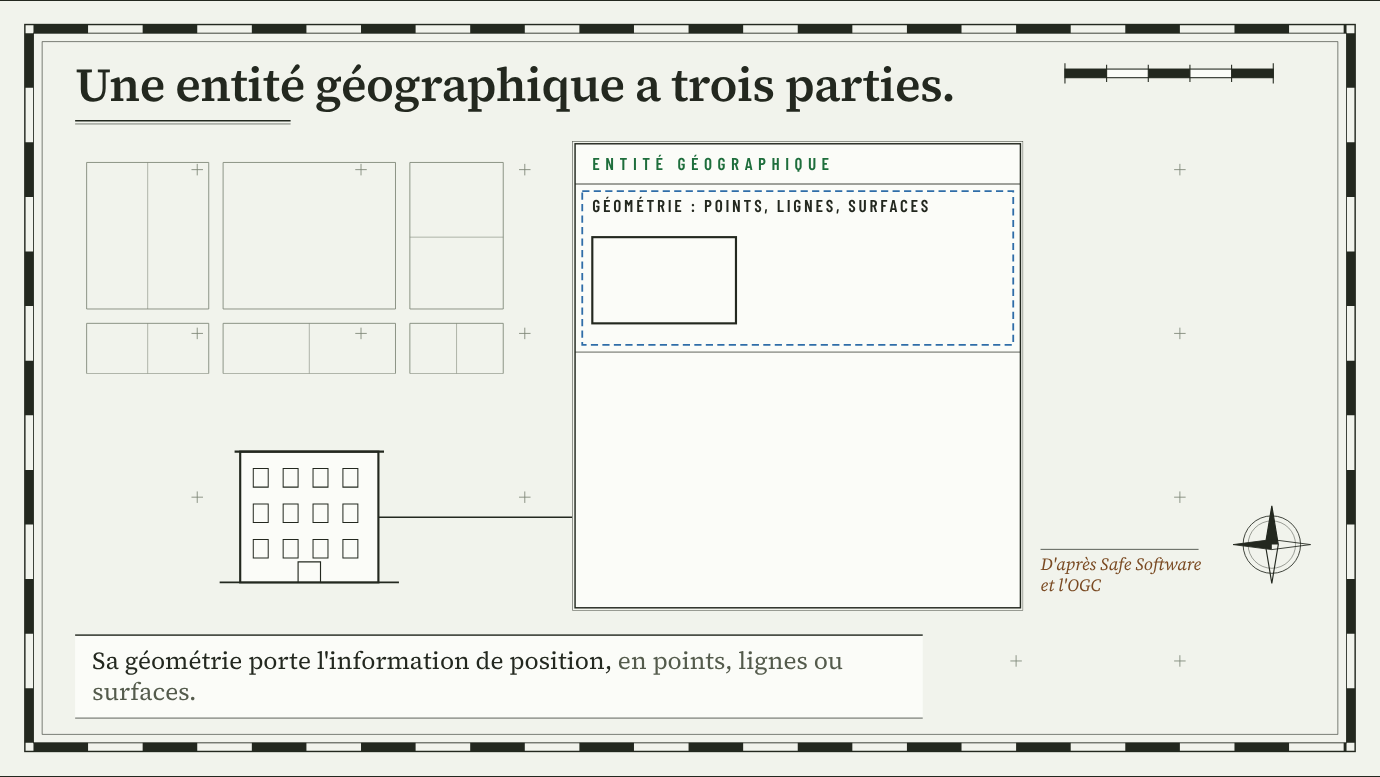 Une entité géographique a trois parties.
ENTITÉ GÉOGRAPHIQUE
GÉOMÉTRIE : POINTS, LIGNES, SURFACES
D'après Safe Software
et l'OGC
Sa géométrie porte l'information de position, en points, lignes ou
surfaces.